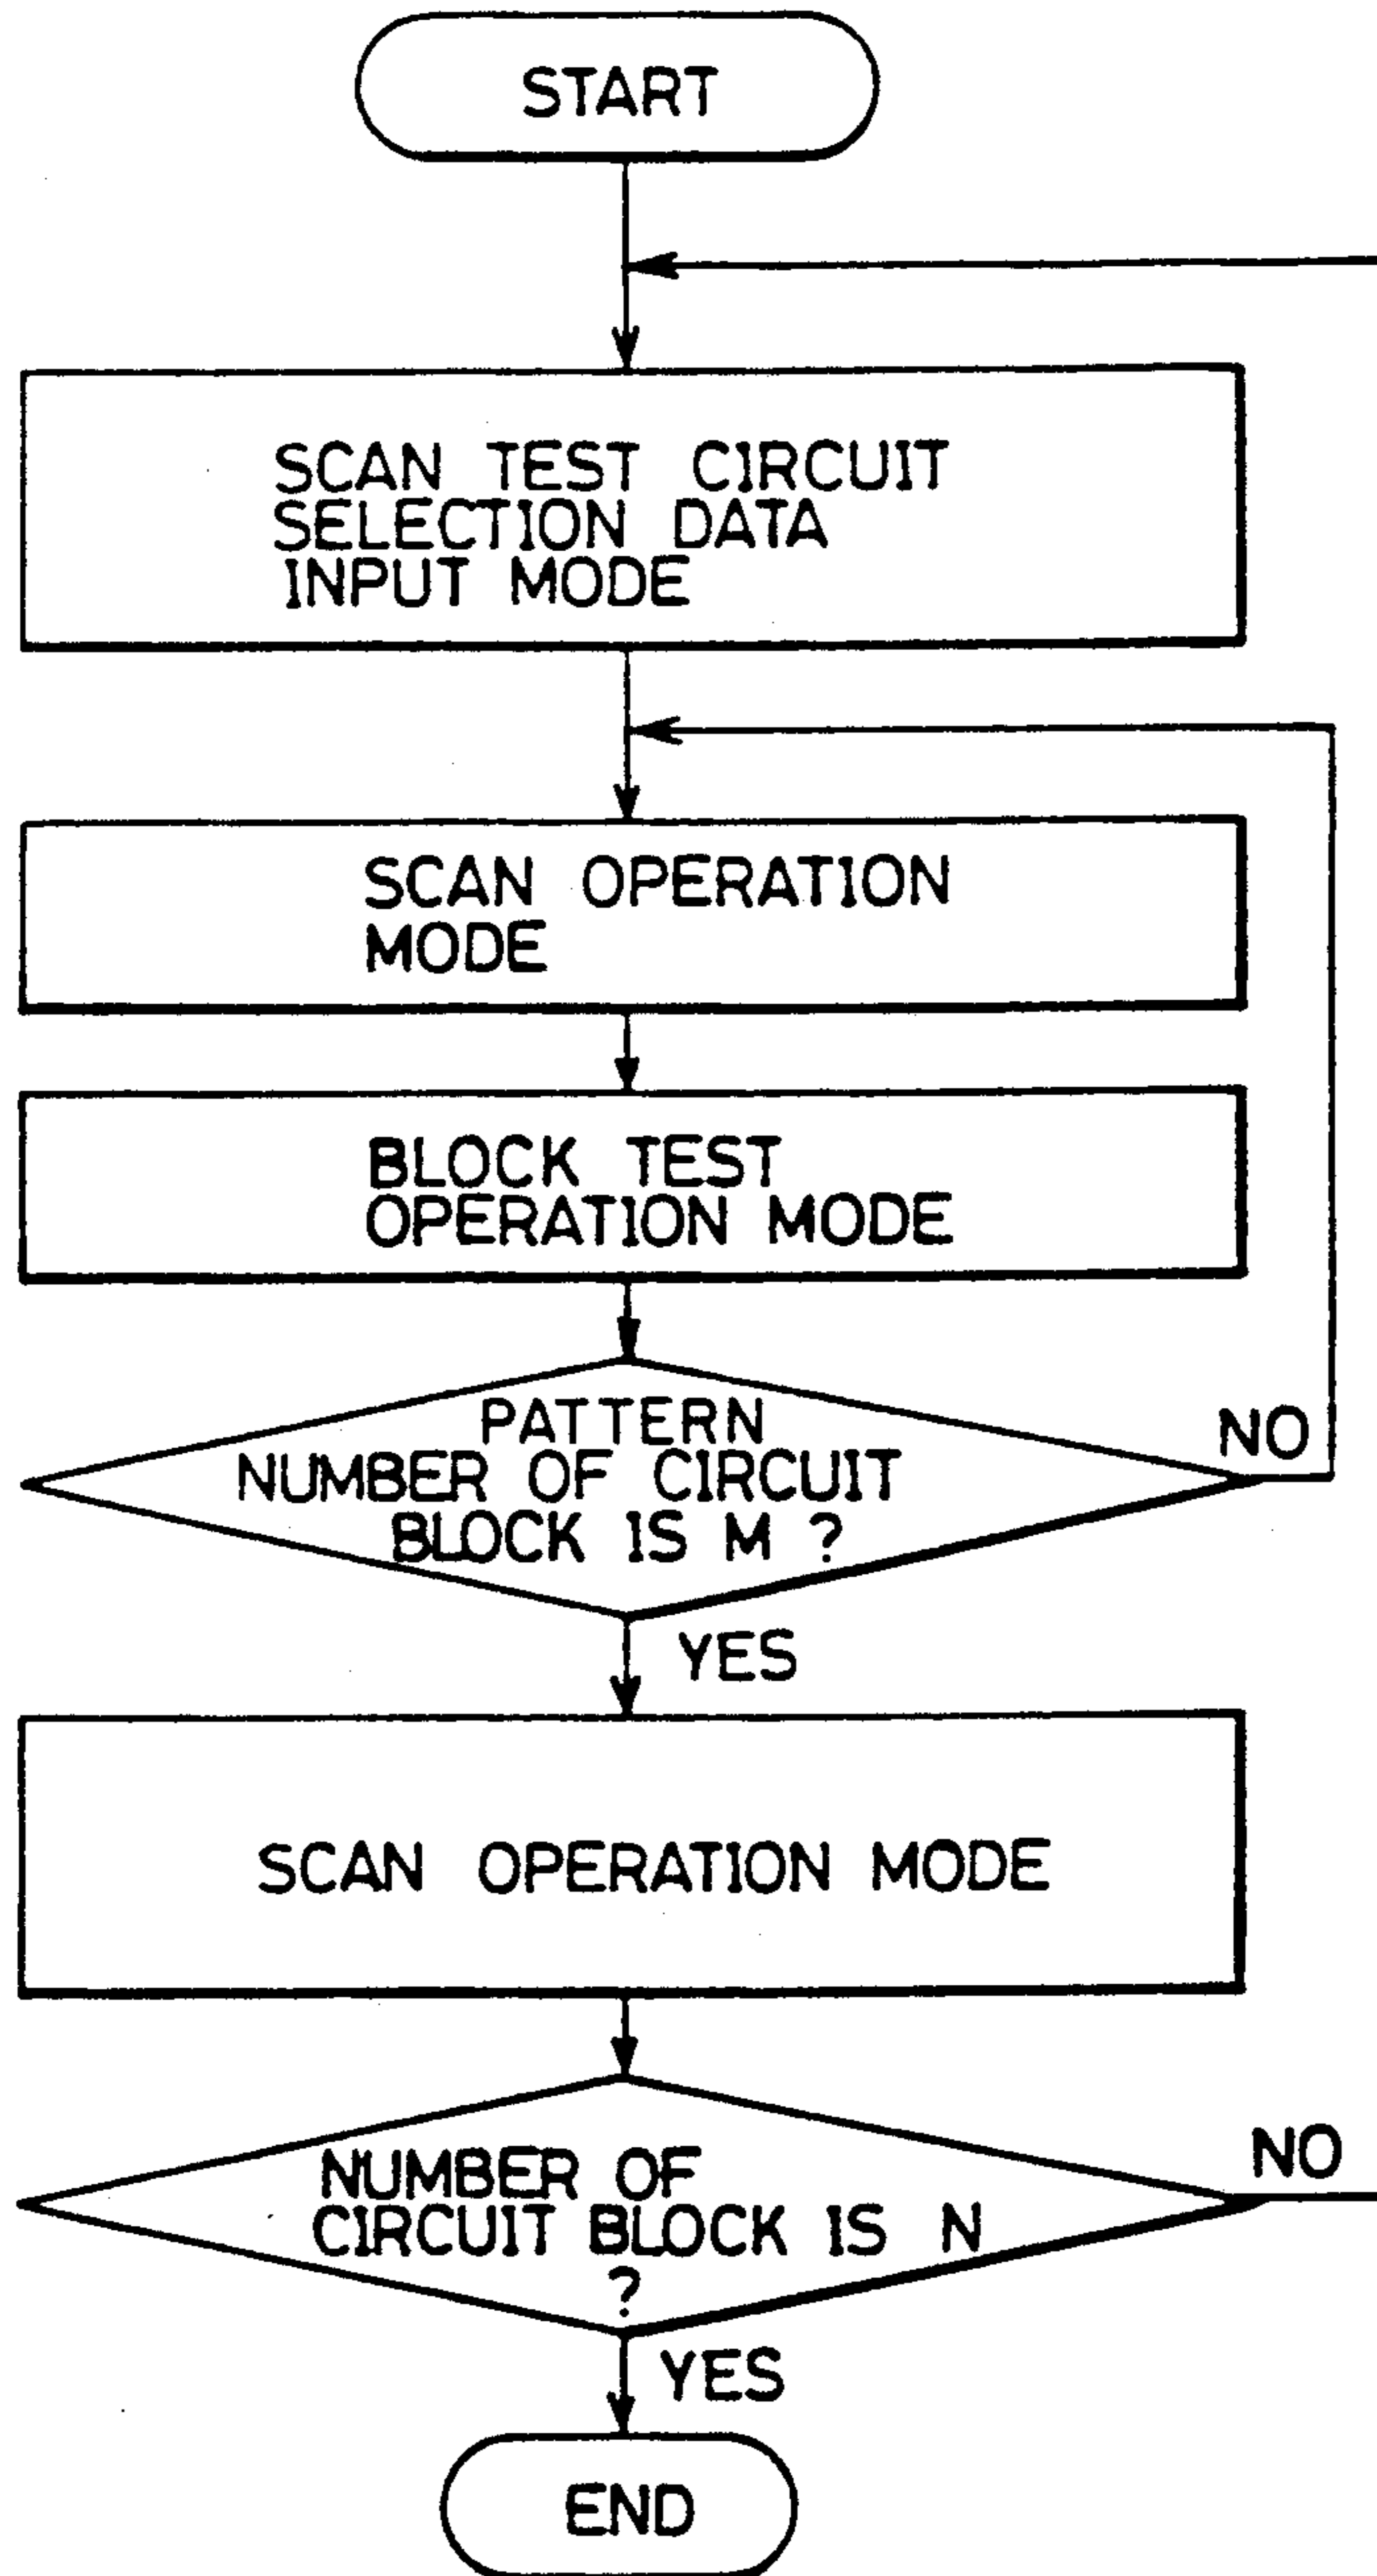 START
SCAN TEST CIRCUIT
SELECTION DATA
INPUT MODE
SCAN OPERATION
MODE
BLOCK TEST
OPERATION MODE
PATTERN
NUMBER OF CIRCUIT
BLOCK IS M ?
NO
YES
SCAN OPERATION MODE
NUMBER OF
CIRCUIT BLOCK IS N
?
NO
YES
END